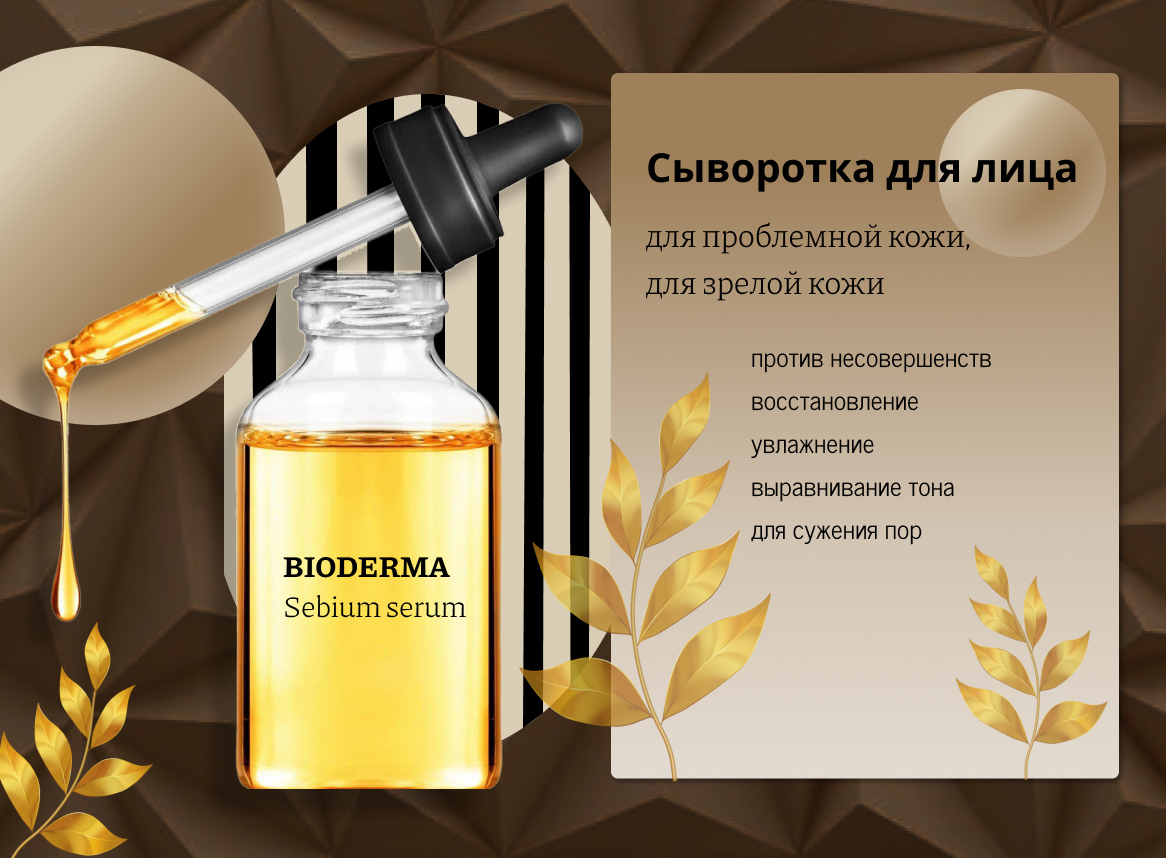 Сыворотка для лица
для проблемной кожи,
для зрелой кожи
против несовершенств
восстановление
увлажнение
выравнивание тона
для сужения пор
BIODERMA
Sebium serum